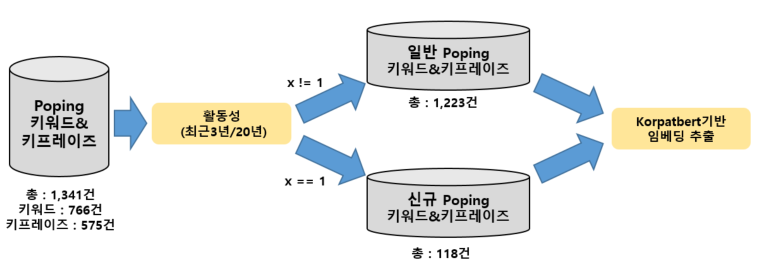 Poping
키워드&
키프레이즈
총 : 1,341건
키워드 : 766건
키프레이즈 : 575건
활동성
(최근3년/20년)
x != 1
x == 1
일반 Poping
키워드&키프레이즈
총 : 1,223건
신규 Poping
키워드&키프레이즈
총 : 118건
Korpatbert기반
임베딩 추출